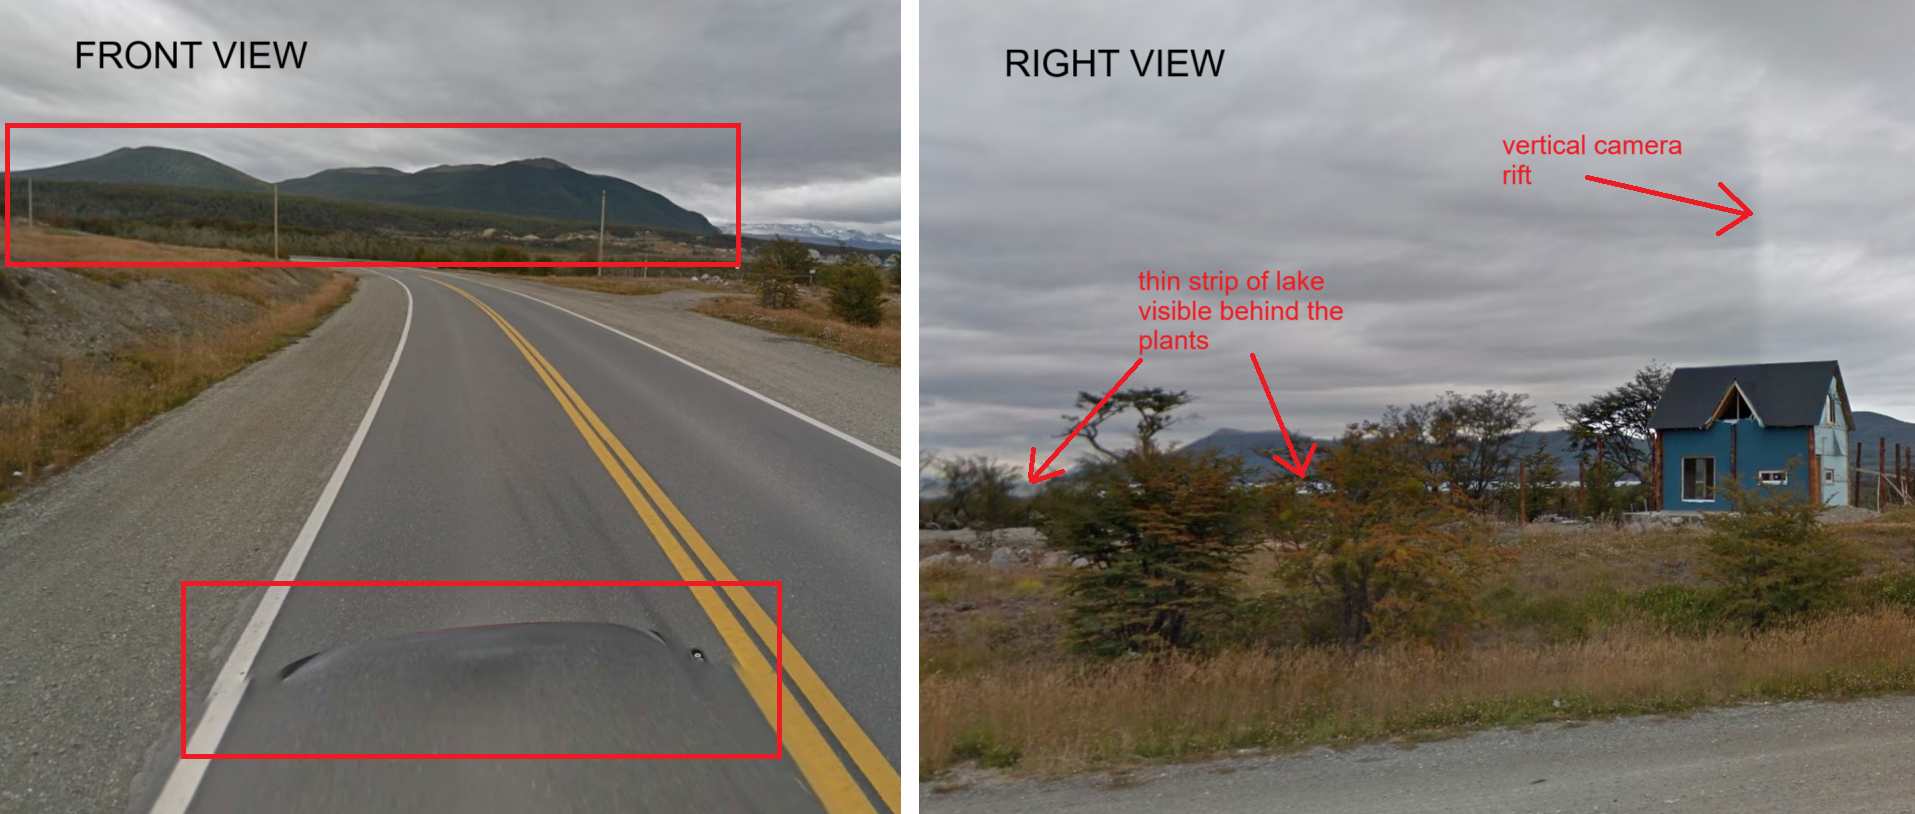 FRONT VIEW
RIGHT VIEW
vertical camera
rift
thin strip of lake
visible behind the
plants